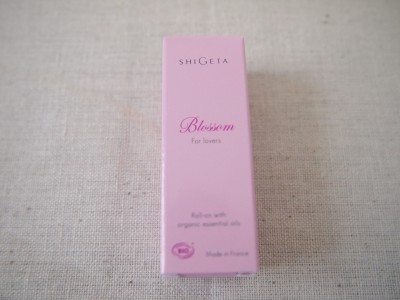 SHIGETA
Blossom
For lovers
Roll-on with
organic essential oils
Made in France